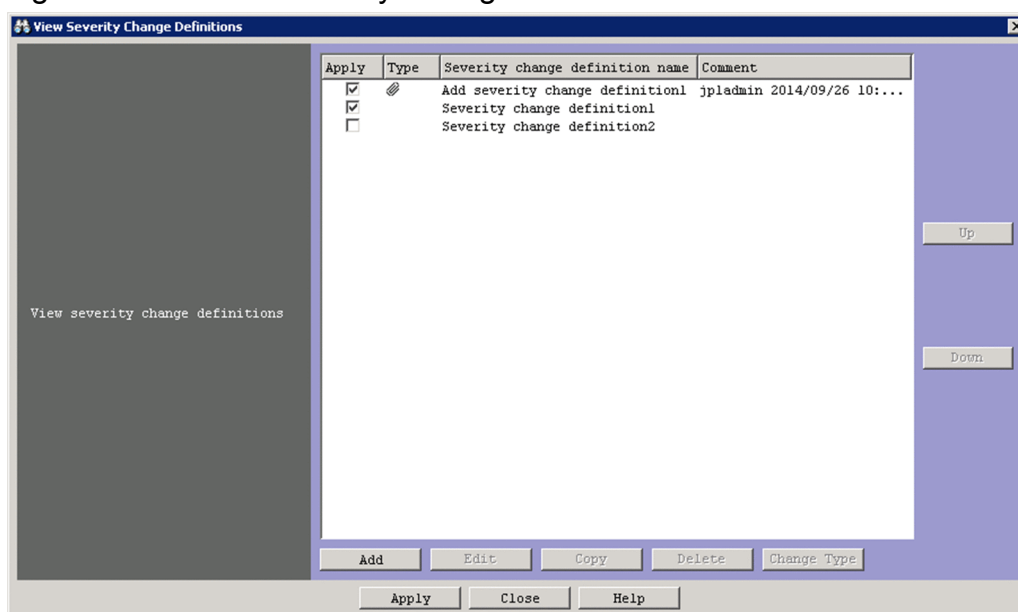 View Severity Change Definitions
Apply Type Severity change definition name Comment
Add severity change definition1 jp1admin 2014/09/26 10:...
Severity change definition1
Severity change definition2
Up
View severity change definitions
Down
Add Edit Copy Delete Change Type
Apply Close Help